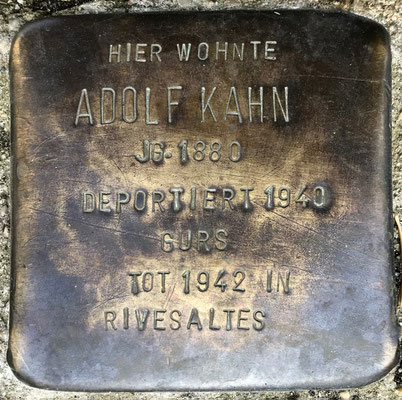 HIER WOHNTE
ADOLF KAHN
JG. 1880
DEPORTIERT 1940
GURS
TOT 1942 IN
RIVESALTES